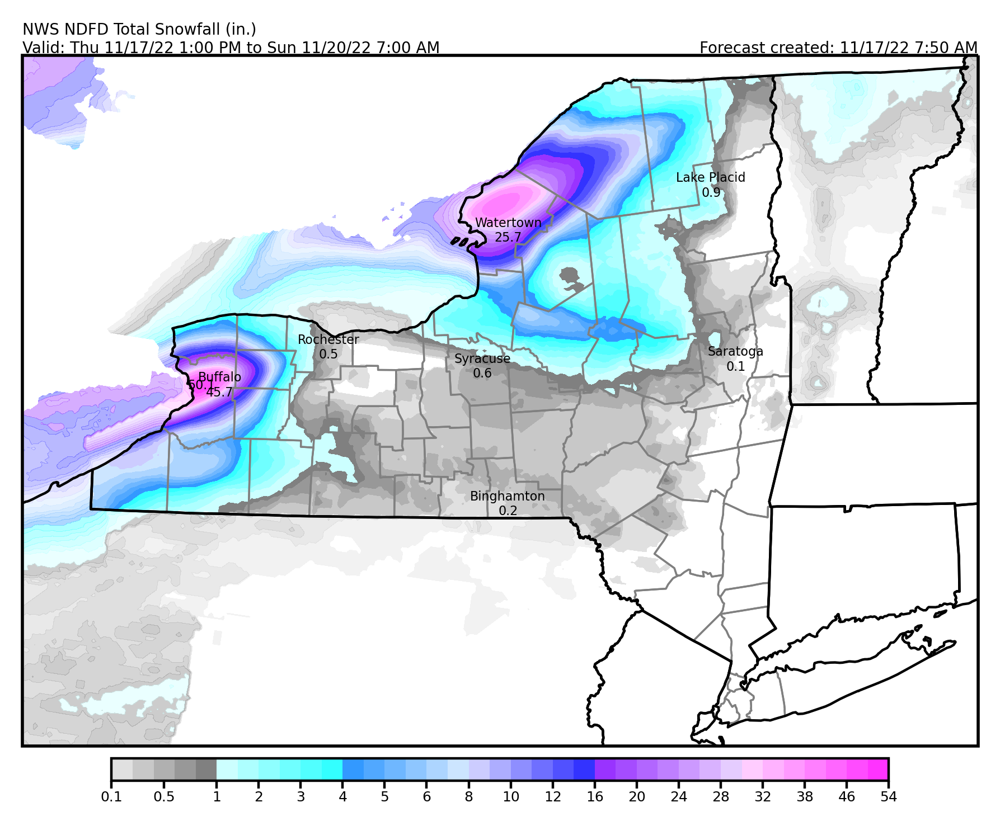 NWS NDFD Total Snowfall (in.)
Valid: Thu 11/17/22 1:00 PM to Sun 11/20/22 7:00 AM
Forecast created: 11/17/22 7:50 AM
Lake Placid
0.9
Watertown
25.7
Rochester
0.5
Syracuse
0.6
Saratoga
0.1
Buffalo
50.1
45.7
Binghamton
0.2
0.1 0.5 1 2 3 4 5 6 8 10 12 16 20 24 28 32 38 46 54